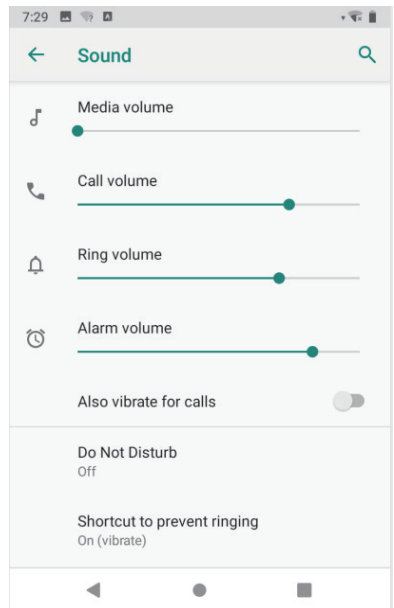 7:29
Sound
Media volume
Call volume
Ring volume
Alarm volume
Also vibrate for calls
Do Not Disturb
Off
Shortcut to prevent ringing
On (vibrate)